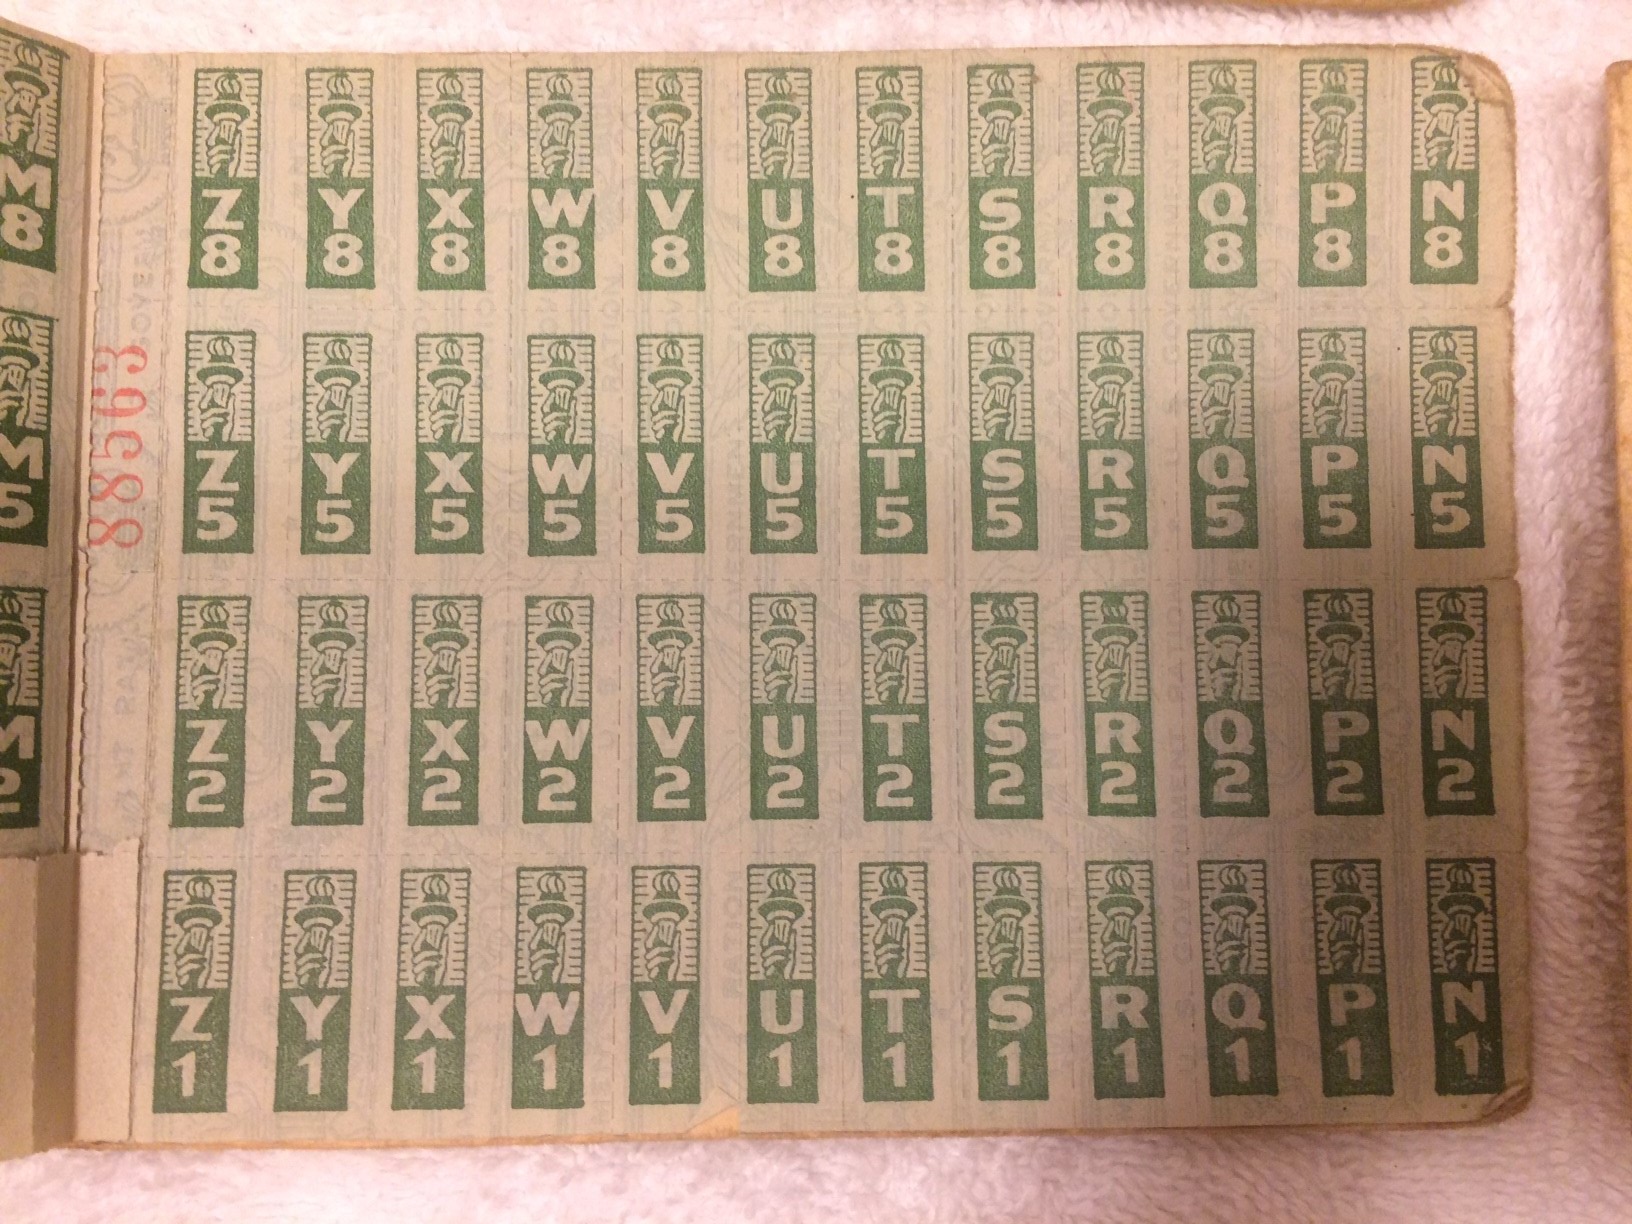 M8 Z8 Y8 X8 W8 V8 U8 T8 S8 R8 Q8 P8 N8
M5 Z5 Y5 X5 W5 V5 U5 T5 S5 R5 Q5 P5 N5
M2 Z2 Y2 X2 W2 V2 U2 T2 S2 R2 Q2 P2 N2
Z1 Y1 X1 W1 V1 U1 T1 S1 R1 Q1 P1 N1
88563